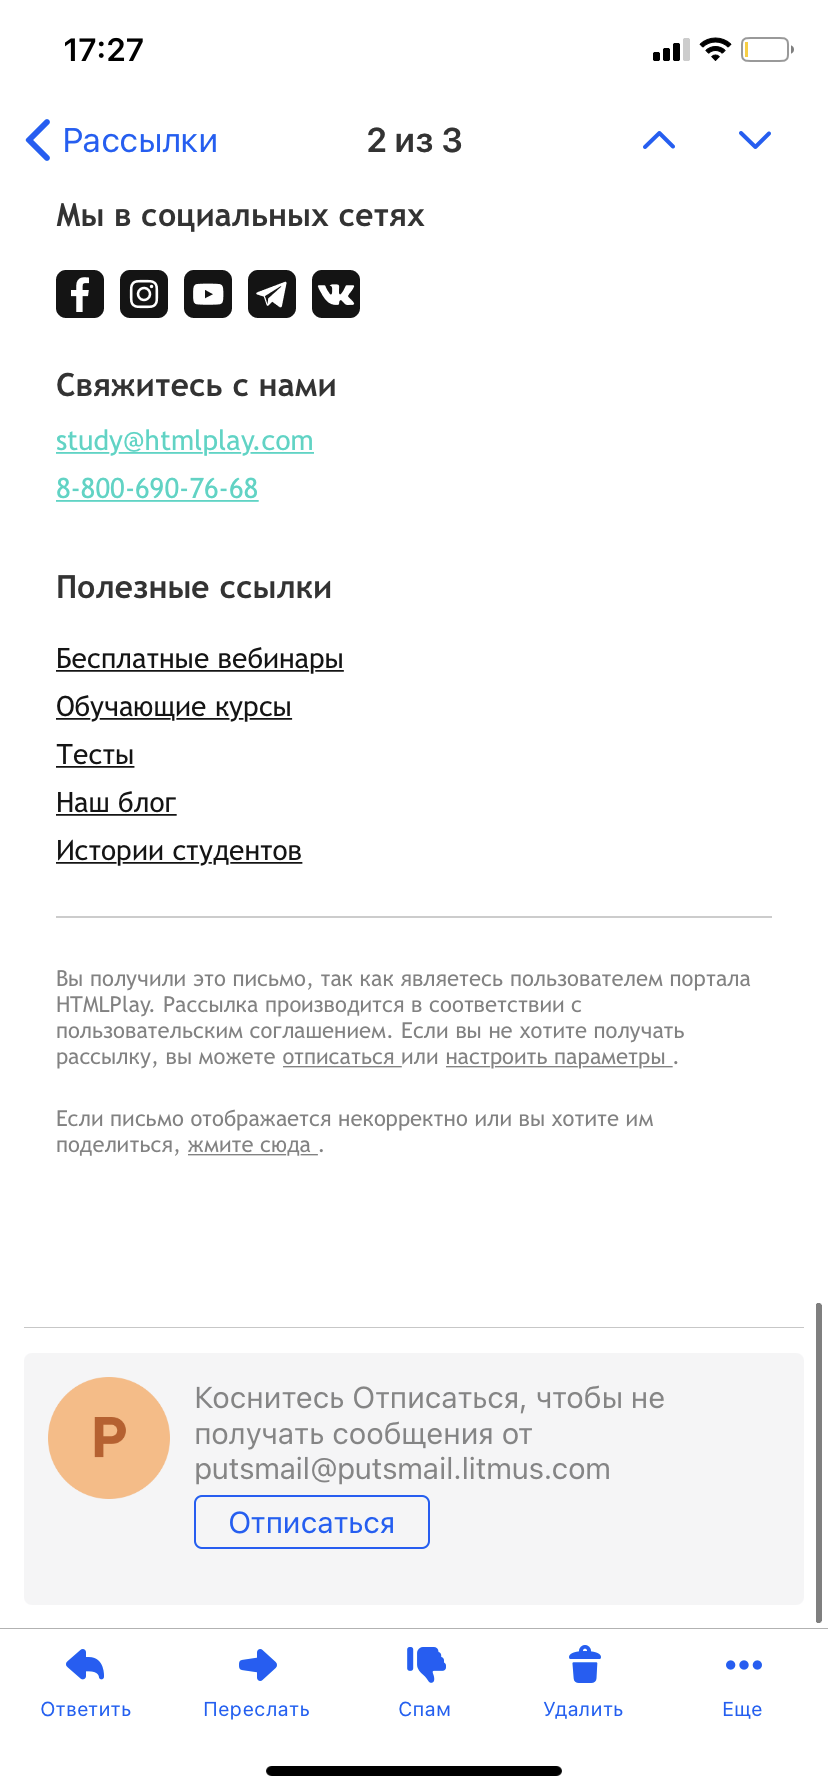 17:27
Рассылки
2 из 3
Мы в социальных сетях
Свяжитесь с нами
study@htmlplay.com
8-800-690-76-68
Полезные ссылки
Бесплатные вебинары
Обучающие курсы
Тесты
Наш блог
Истории студентов
Вы получили это письмо, так как являетесь пользователем портала
HTMLPlay. Рассылка производится в соответствии с
пользовательским соглашением. Если вы не хотите получать
рассылку, вы можете отписаться или настроить параметры .
Если письмо отображается некорректно или вы хотите им
поделиться, жмите сюда .
P
Коснитесь Отписаться, чтобы не
получать сообщения от
putsmail@putsmail.litmus.com
Отписаться
Ответить
Переслать
Спам
Удалить
Еще